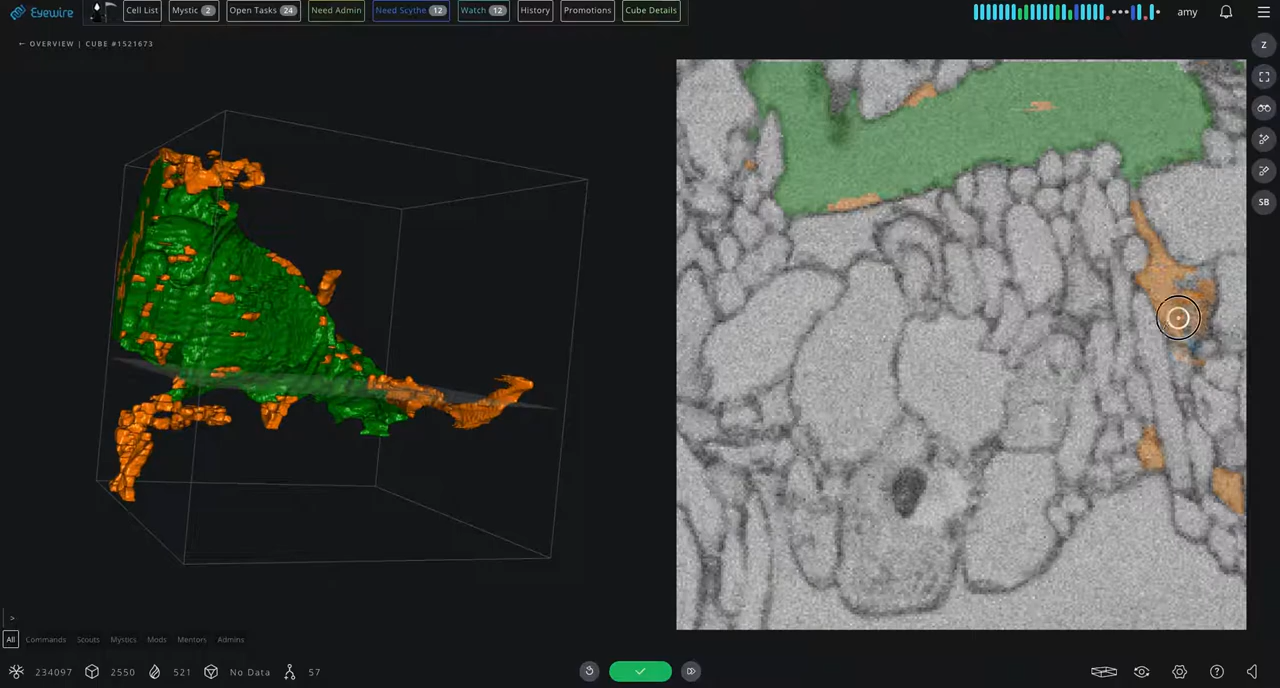 Eyewire Cell List Mystic 2 Open Tasks 24 Need Admin Need Scythe 12 Watch 12 History Promotions Cube Details amy
← OVERVIEW | CUBE #1521673
Z
SB
>
All Commands Scouts Mystics Mods Mentors Admins
234097 2550 521 No Data 57